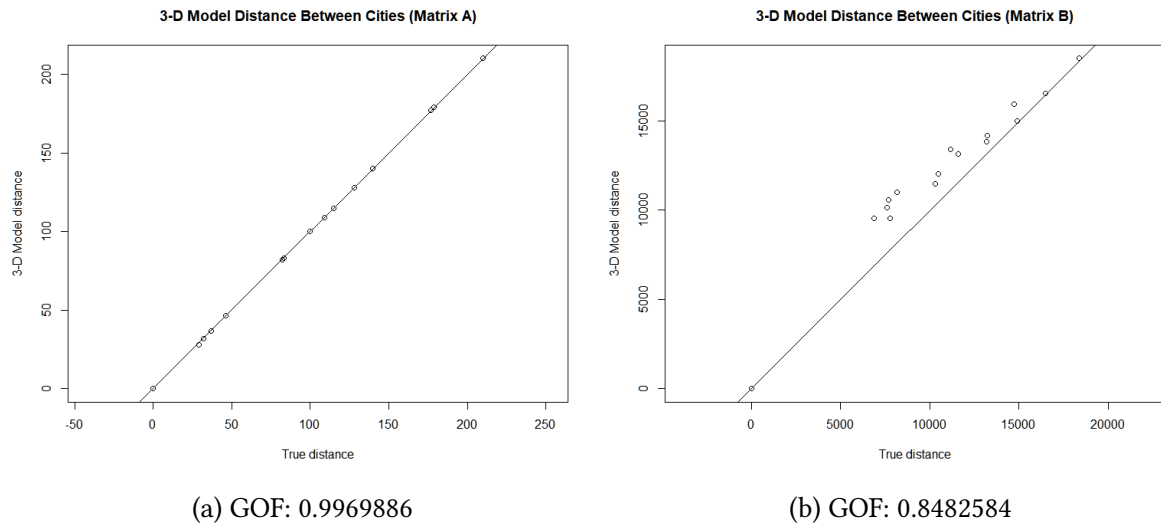 3-D Model Distance Between Cities (Matrix A)
3-D Model distance
200
150
100
50
0
-50 0 50 100 150 200 250
True distance
(a) GOF: 0.9969886
3-D Model Distance Between Cities (Matrix B)
3-D Model distance
15000
10000
5000
0
0 5000 10000 15000 20000
True distance
(b) GOF: 0.8482584